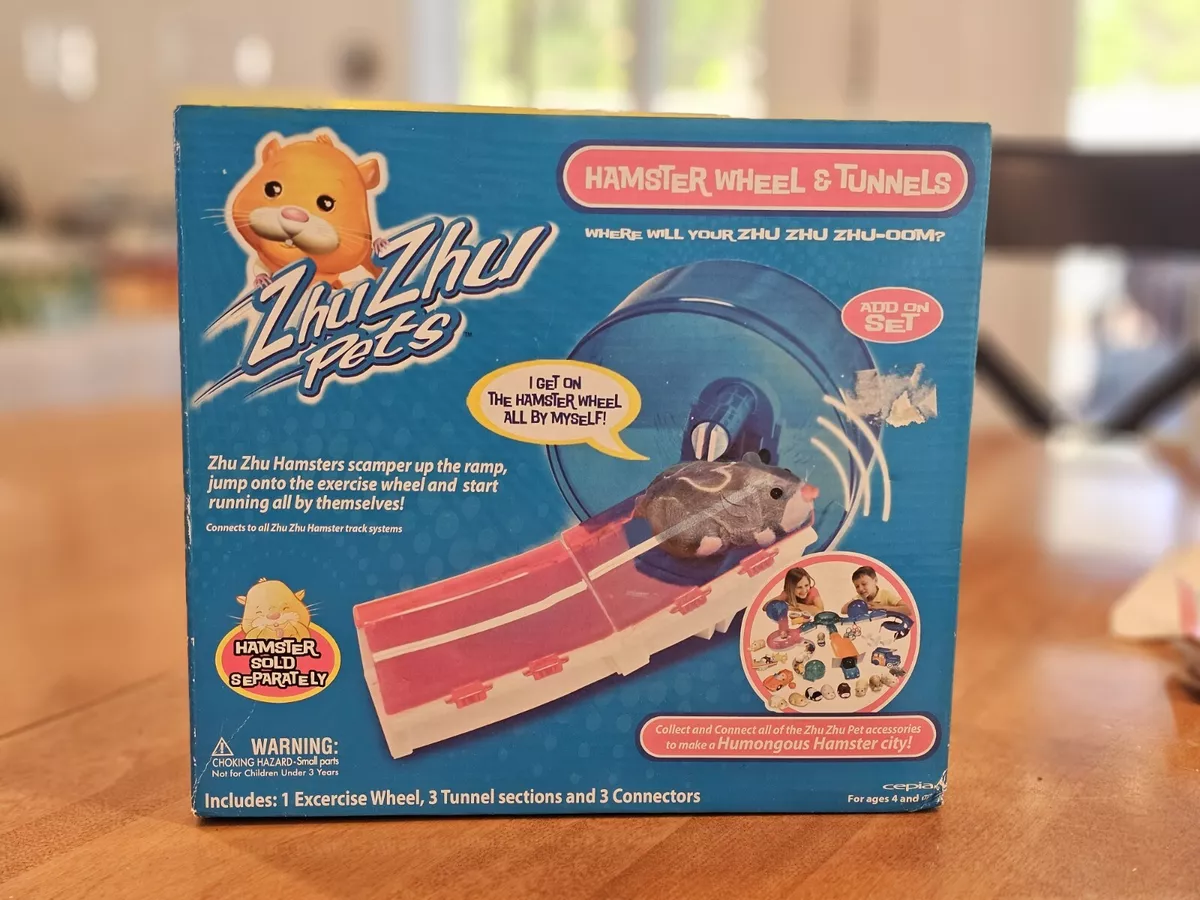 HAMSTER WHEEL & TUNNELS
WHERE WILL YOUR ZHU ZHU ZHU-OOM?
ZhuZhu
Pets™
ADD ON
SET
I GET ON
THE HAMSTER WHEEL
ALL BY MYSELF!
Zhu Zhu Hamsters scamper up the ramp,
jump onto the exercise wheel and start
running all by themselves!
Connects to all Zhu Zhu Hamster track systems
HAMSTER
SOLD
SEPARATELY
Collect and Connect all of the Zhu Zhu Pet accessories
to make a Humongous Hamster city!
WARNING:
CHOKING HAZARD-Small parts
Not for Children Under 3 Years
Includes: 1 Excercise Wheel, 3 Tunnel sections and 3 Connectors
cepia
For ages 4 and